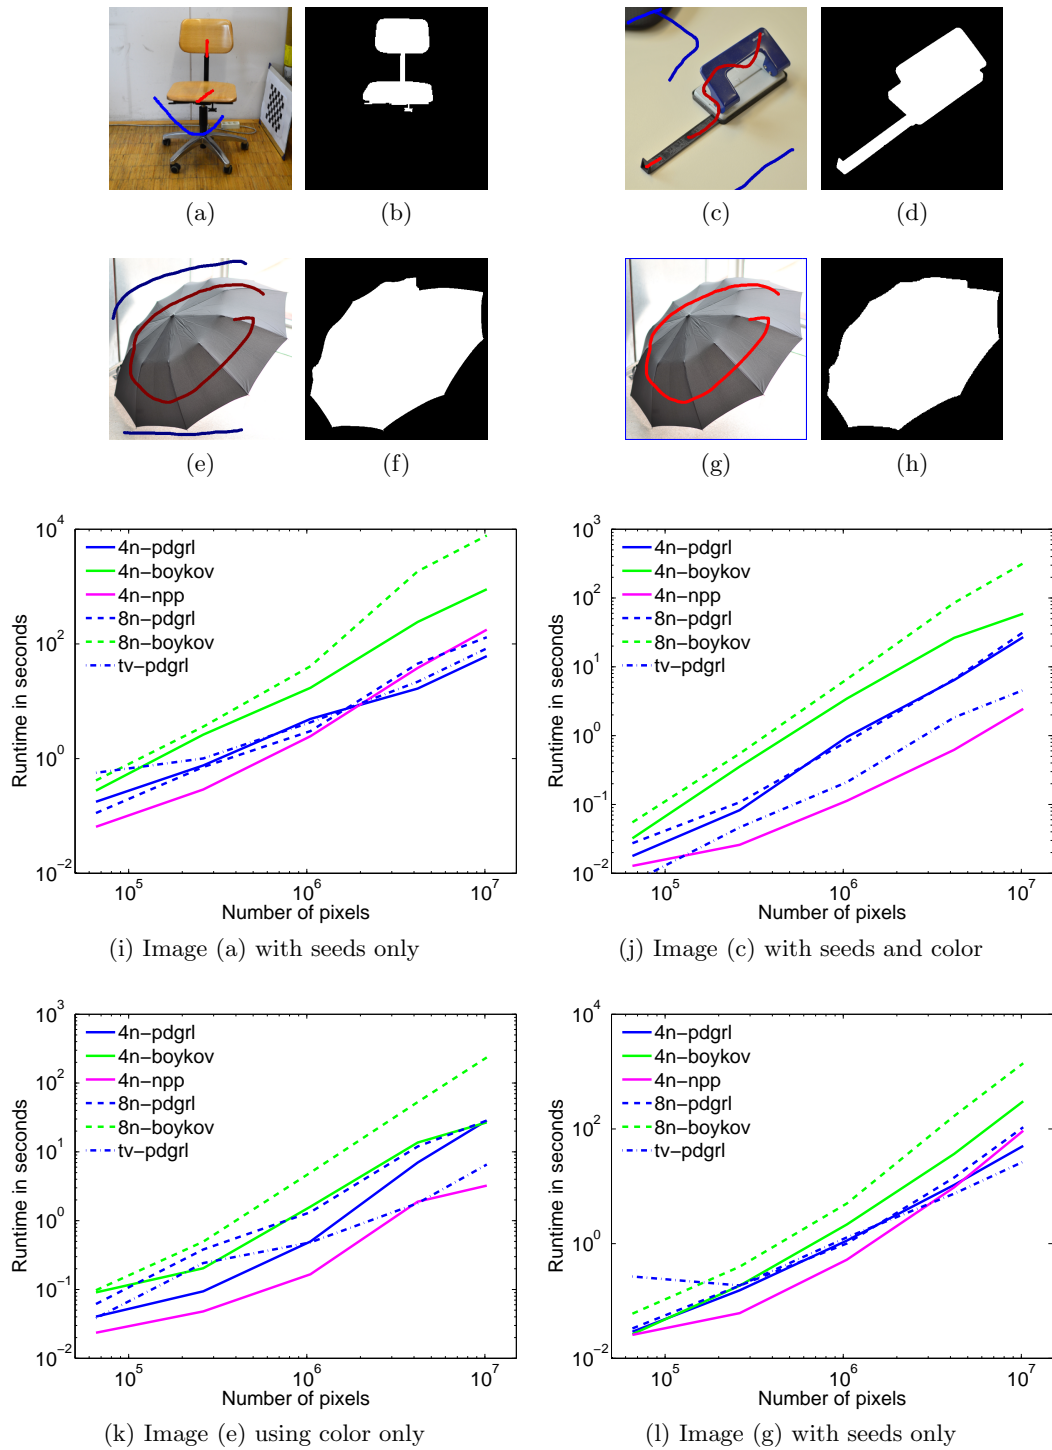 (a)
(b)
(c)
(d)
(e)
(f)
(g)
(h)
10^4
10^2
10^0
10^−2
Runtime in seconds
4n−pdgrl
4n−boykov
4n−npp
8n−pdgrl
8n−boykov
tv−pdgrl
10^5
10^6
10^7
Number of pixels
(i) Image (a) with seeds only
10^3
10^2
10^1
10^0
10^−1
10^−2
Runtime in seconds
4n−pdgrl
4n−boykov
4n−npp
8n−pdgrl
8n−boykov
tv−pdgrl
10^5
10^6
10^7
Number of pixels
(j) Image (c) with seeds and color
10^3
10^2
10^1
10^0
10^−1
10^−2
Runtime in seconds
4n−pdgrl
4n−boykov
4n−npp
8n−pdgrl
8n−boykov
tv−pdgrl
10^5
10^6
10^7
Number of pixels
(k) Image (e) using color only
10^4
10^2
10^0
10^−2
Runtime in seconds
4n−pdgrl
4n−boykov
4n−npp
8n−pdgrl
8n−boykov
tv−pdgrl
10^5
10^6
10^7
Number of pixels
(l) Image (g) with seeds only